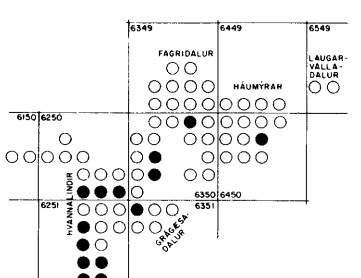 6349
6449
6549
FAGRIDALUR
LAUGAR-
VALLA-
DALUR
HÁUMÝRAR
6150
6250
HVANNALINDIR
6350
6450
6251
6351
GRÁGÆSA-
DALUR